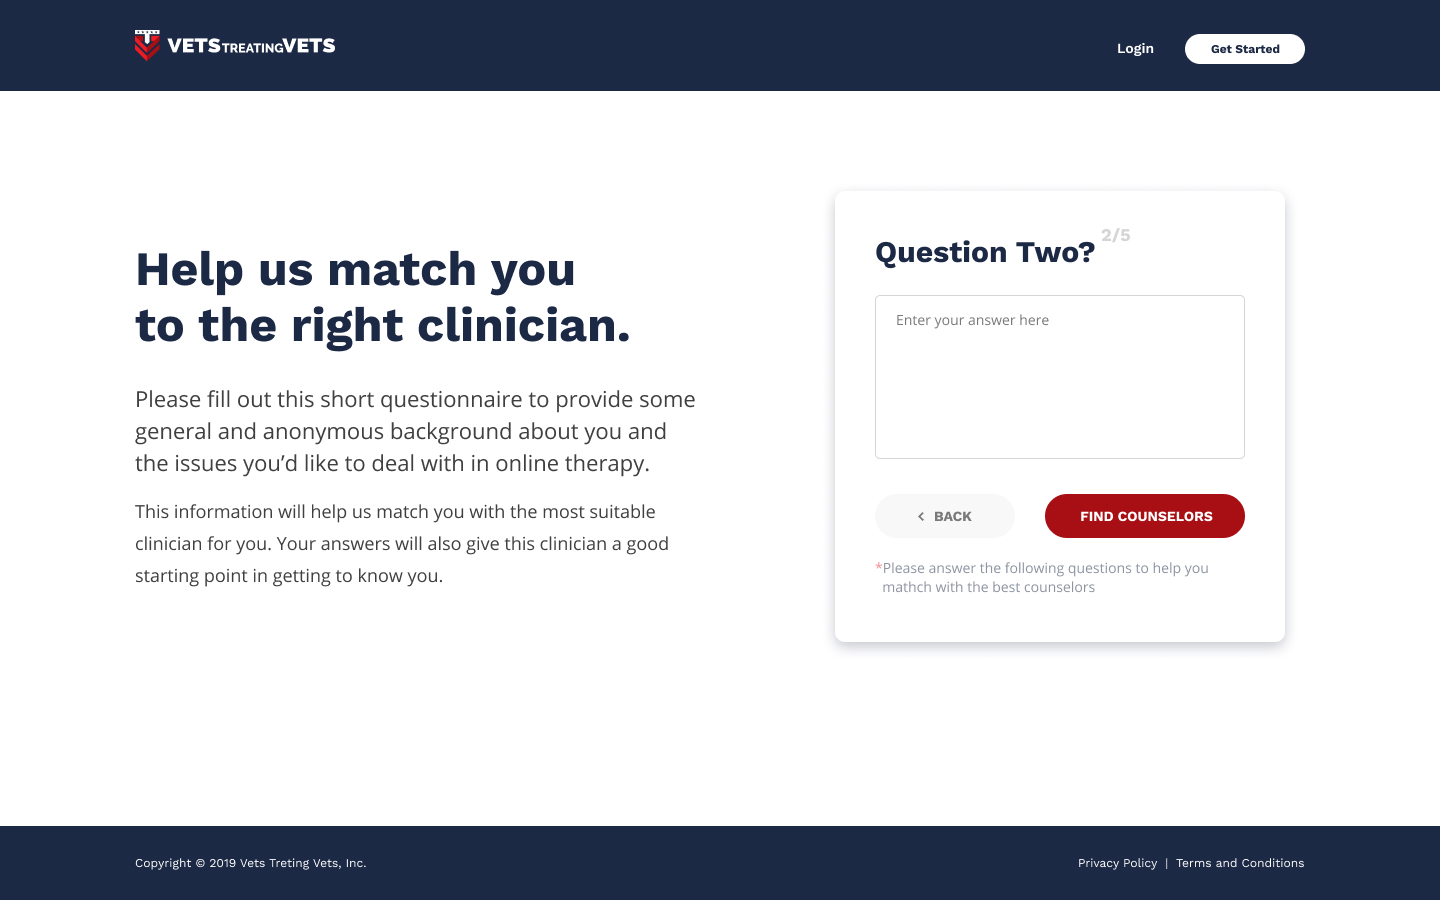 VETSTREATINGVETS
Login
Get Started
Help us match you
to the right clinician.
Please fill out this short questionnaire to provide some
general and anonymous background about you and
the issues you’d like to deal with in online therapy.
This information will help us match you with the most suitable
clinician for you. Your answers will also give this clinician a good
starting point in getting to know you.
Question Two? 2/5
Enter your answer here
BACK
FIND COUNSELORS
*Please answer the following questions to help you
mathch with the best counselors
Copyright © 2019 Vets Treting Vets, Inc.
Privacy Policy | Terms and Conditions